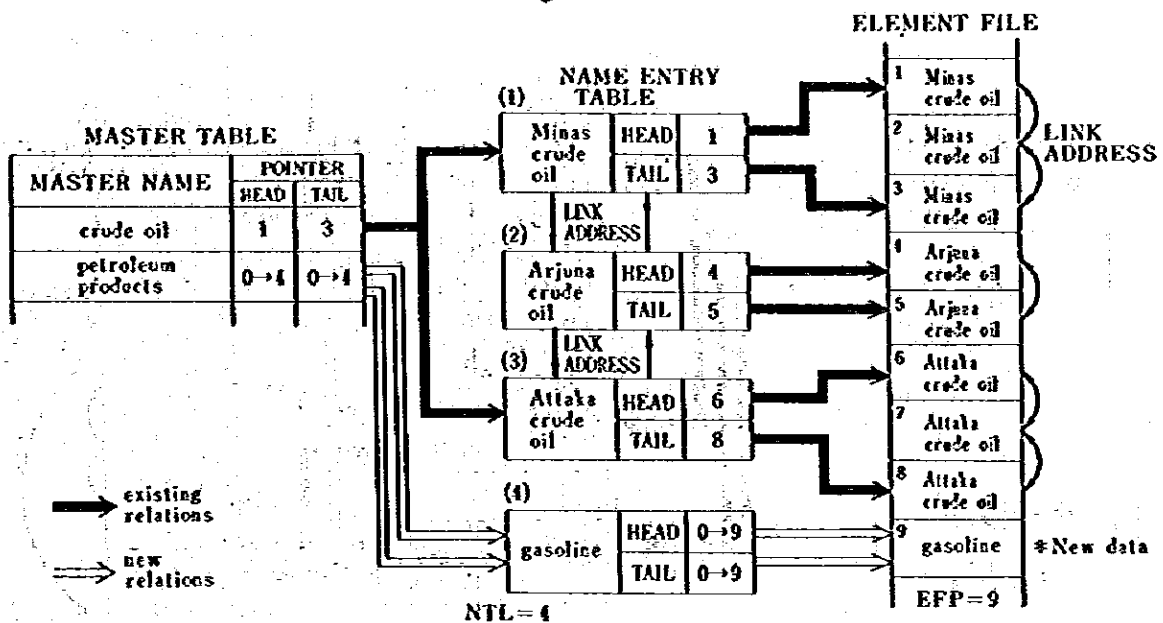 MASTER TABLE
MASTER NAME
POINTER
HEAD TAIL
crude oil 1 3
petroleum
products 0→4 0→4
existing
relations
new
relations
NAME ENTRY
TABLE
(1)
Minas
crude
oil
HEAD 1
TAIL 3
LINK
ADDRESS
(2)
Arjuna
crude
oil
HEAD 4
TAIL 5
LINK
ADDRESS
(3)
Attaka
crude
oil
HEAD 6
TAIL 8
(4)
gasoline
HEAD 0→9
TAIL 0→9
NTL=4
ELEMENT FILE
1 Minas
crude oil
2 Minas
crude oil
3 Minas
crude oil
4 Arjuna
crude oil
5 Arjuna
crude oil
6 Attaka
crude oil
7 Attaka
crude oil
8 Attaka
crude oil
9
gasoline
EFP=9
LINK
ADDRESS
*New data